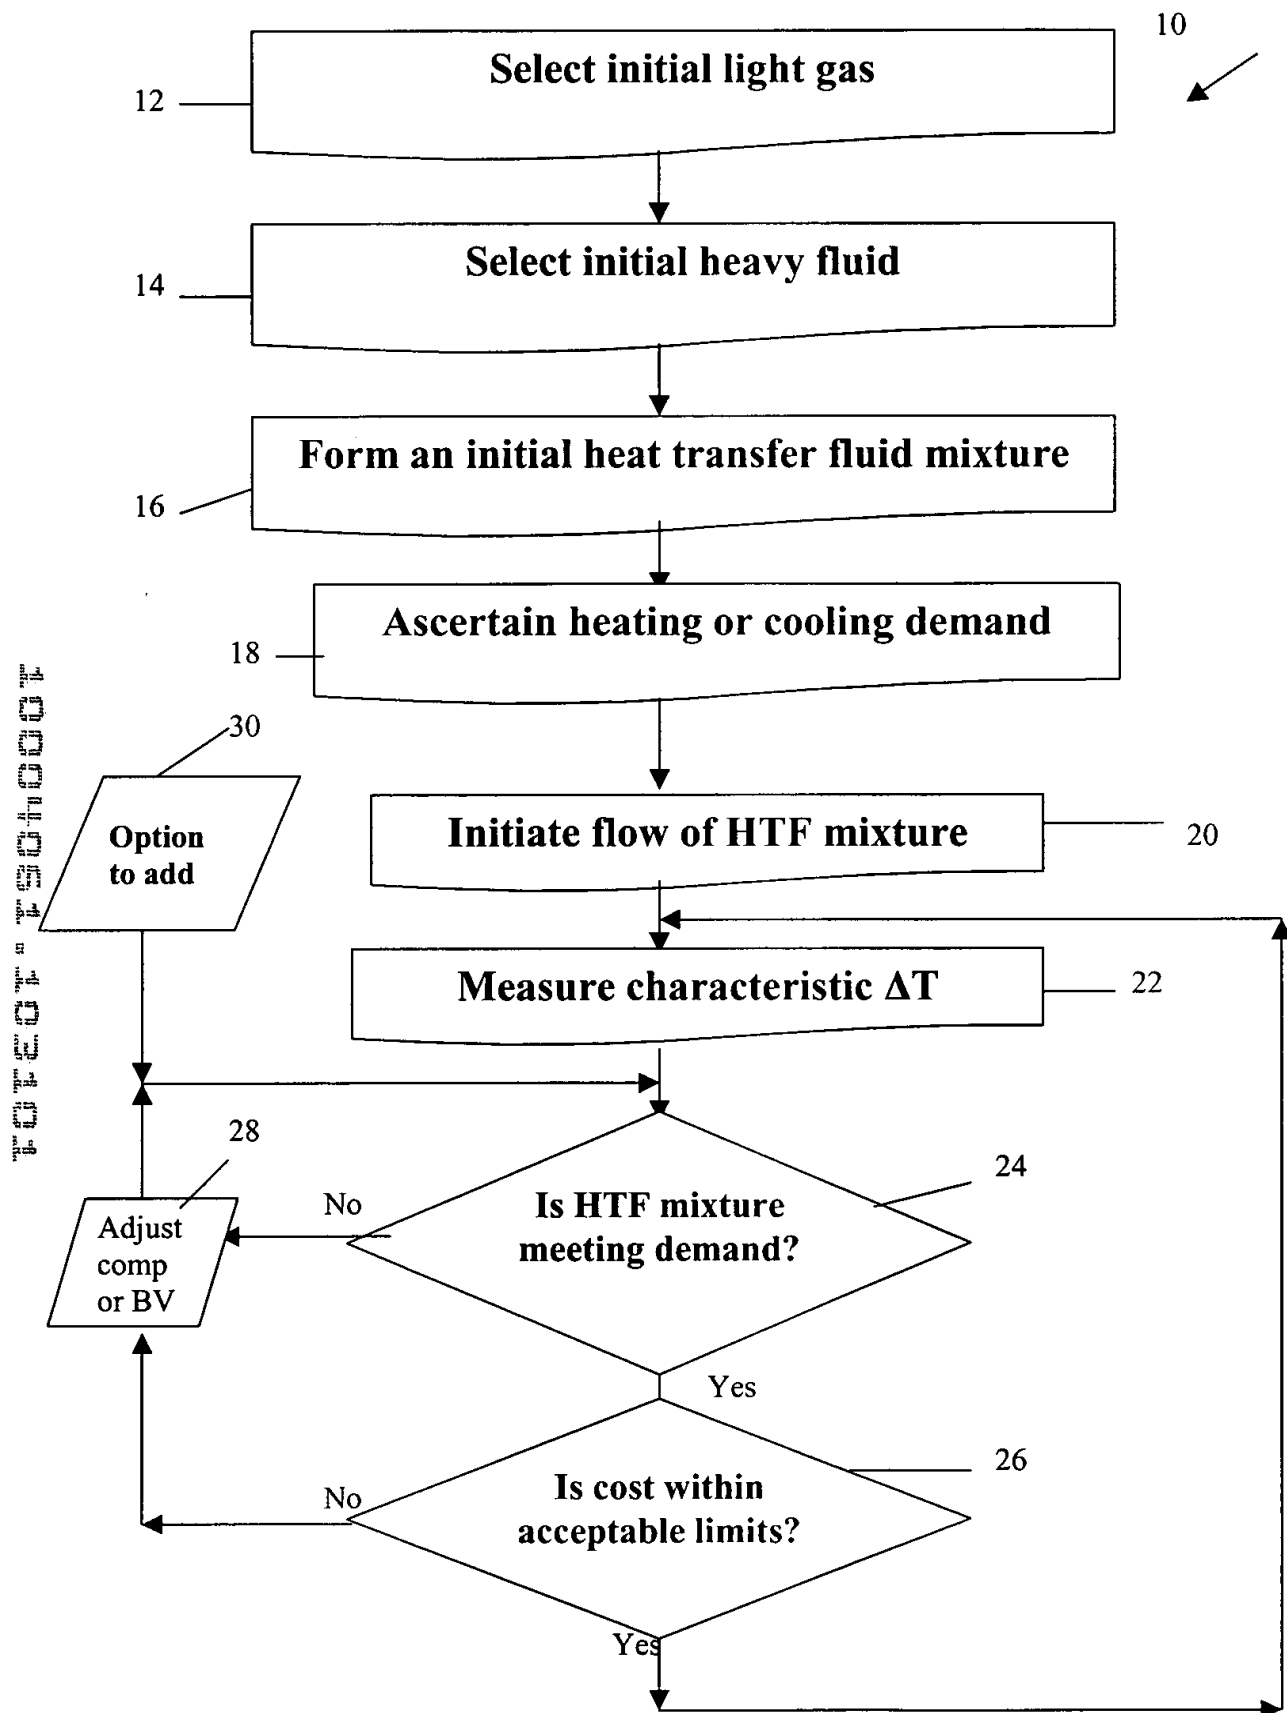 10
Select initial light gas
12
Select initial heavy fluid
14
Form an initial heat transfer fluid mixture
16
Ascertain heating or cooling demand
18
30
Option
to add
Initiate flow of HTF mixture
20
Measure characteristic ΔT
22
28
24
No
Is HTF mixture
meeting demand?
Adjust
comp
or BV
Yes
26
No
Is cost within
acceptable limits?
Yes
10004051.103101